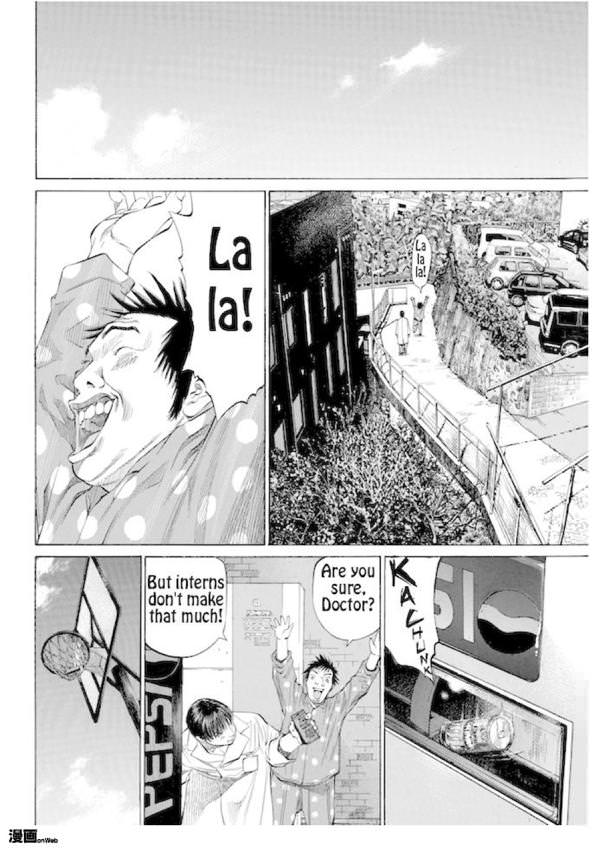 La
la
la!
La
la!
KACHUNK
SI
Are you
sure,
Doctor?
But interns
don't make
that much!
PEPSI
漫画onWeb